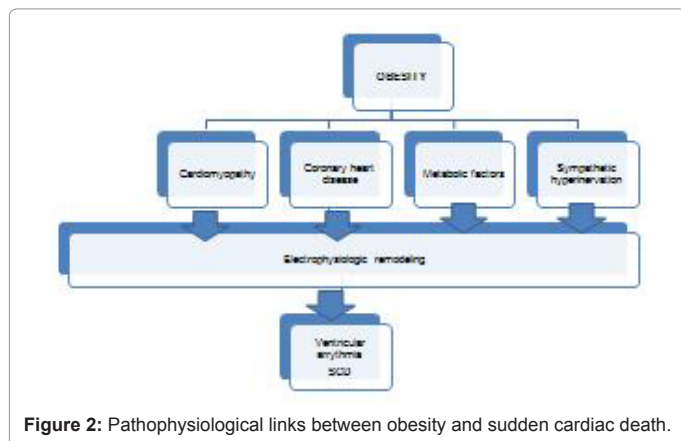 OBESITY
Cardiomyopathy
Coronary heart
disease
Metabolic factors
Sympathetic
hyperinervation
Electrophysiologic remodeling
Ventricular
arrythmia
SCD
Figure 2: Pathophysiological links between obesity and sudden cardiac death.